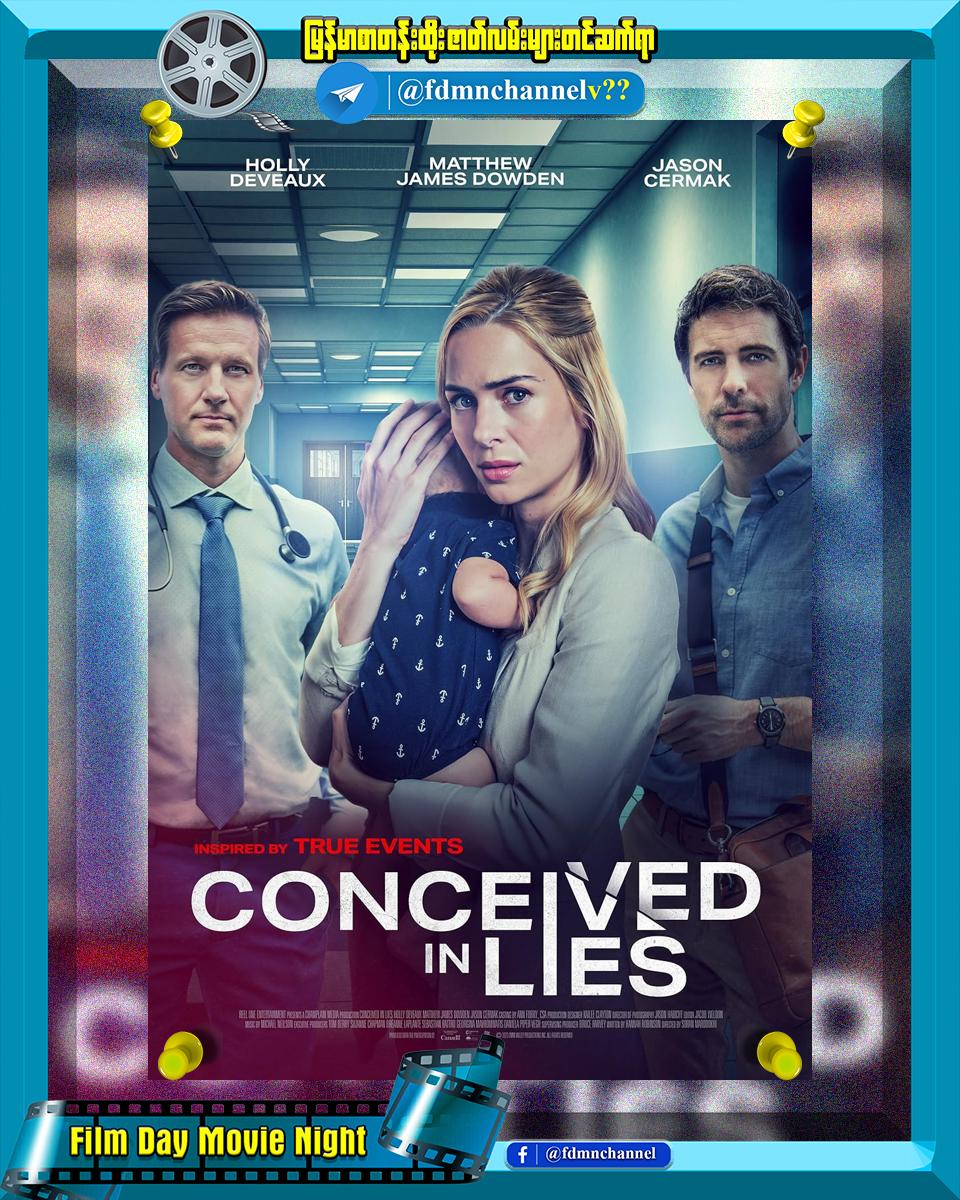 မြန်မာစာတန်းထိုးဇာတ်လမ်းများတင်ဆက်ရာ
@fdmnchannelv??
HOLLY
DEVEAUX
MATTHEW
JAMES DOWDEN
JASON
CERMAK
INSPIRED BY TRUE EVENTS
CONCEIVED
IN LIES
Film Day Movie Night
@fdmnchannel